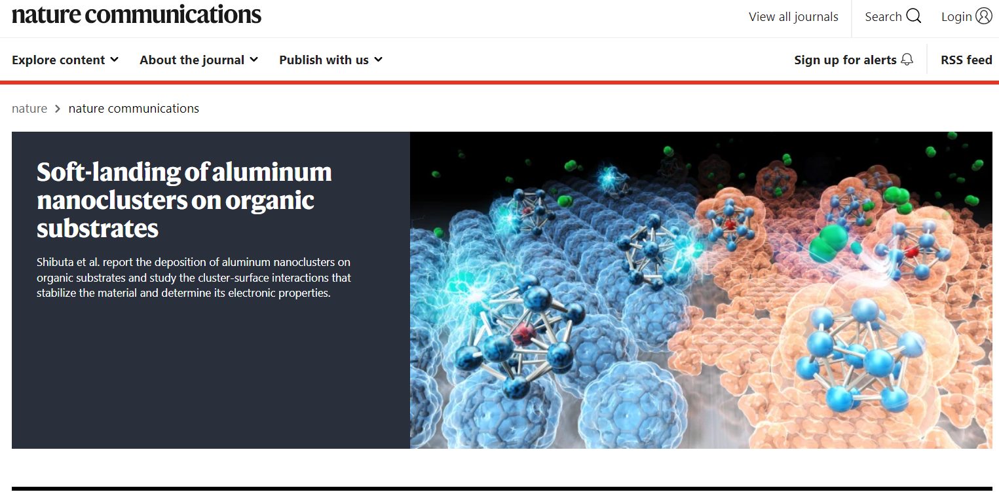 nature communications
View all journals
Search
Login
Explore content
About the journal
Publish with us
Sign up for alerts
RSS feed
nature
nature communications
Soft-landing of aluminum
nanoclusters on organic
substrates
Shibuta et al. report the deposition of aluminum nanoclusters on
organic substrates and study the cluster-surface interactions that
stabilize the material and determine its electronic properties.